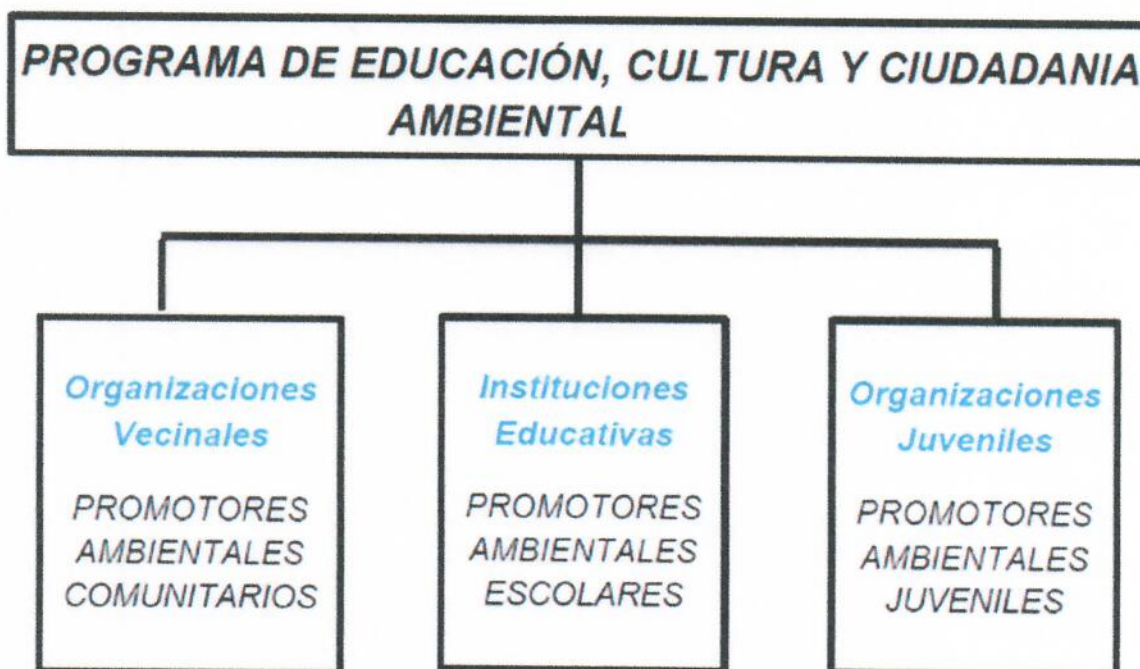 PROGRAMA DE EDUCACIÓN, CULTURA Y CIUDADANIA
AMBIENTAL
Organizaciones
Vecinales
PROMOTORES
AMBIENTALES
COMUNITARIOS
Instituciones
Educativas
PROMOTORES
AMBIENTALES
ESCOLARES
Organizaciones
Juveniles
PROMOTORES
AMBIENTALES
JUVENILES